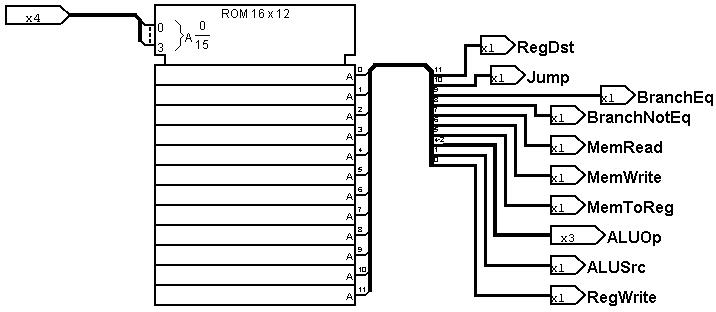 ROM 16 x 12
x4
0
3
A
0
15
A 0
A 1
A 2
A 3
A 4
A 5
A 6
A 7
A 8
A 9
A 10
A 11
11
10
9
8
7
6
5
4-2
1
0
x1 RegDst
x1 Jump
x1 BranchEq
x1 BranchNotEq
x1 MemRead
x1 MemWrite
x1 MemToReg
x3 ALUOp
x1 ALUSrc
x1 RegWrite